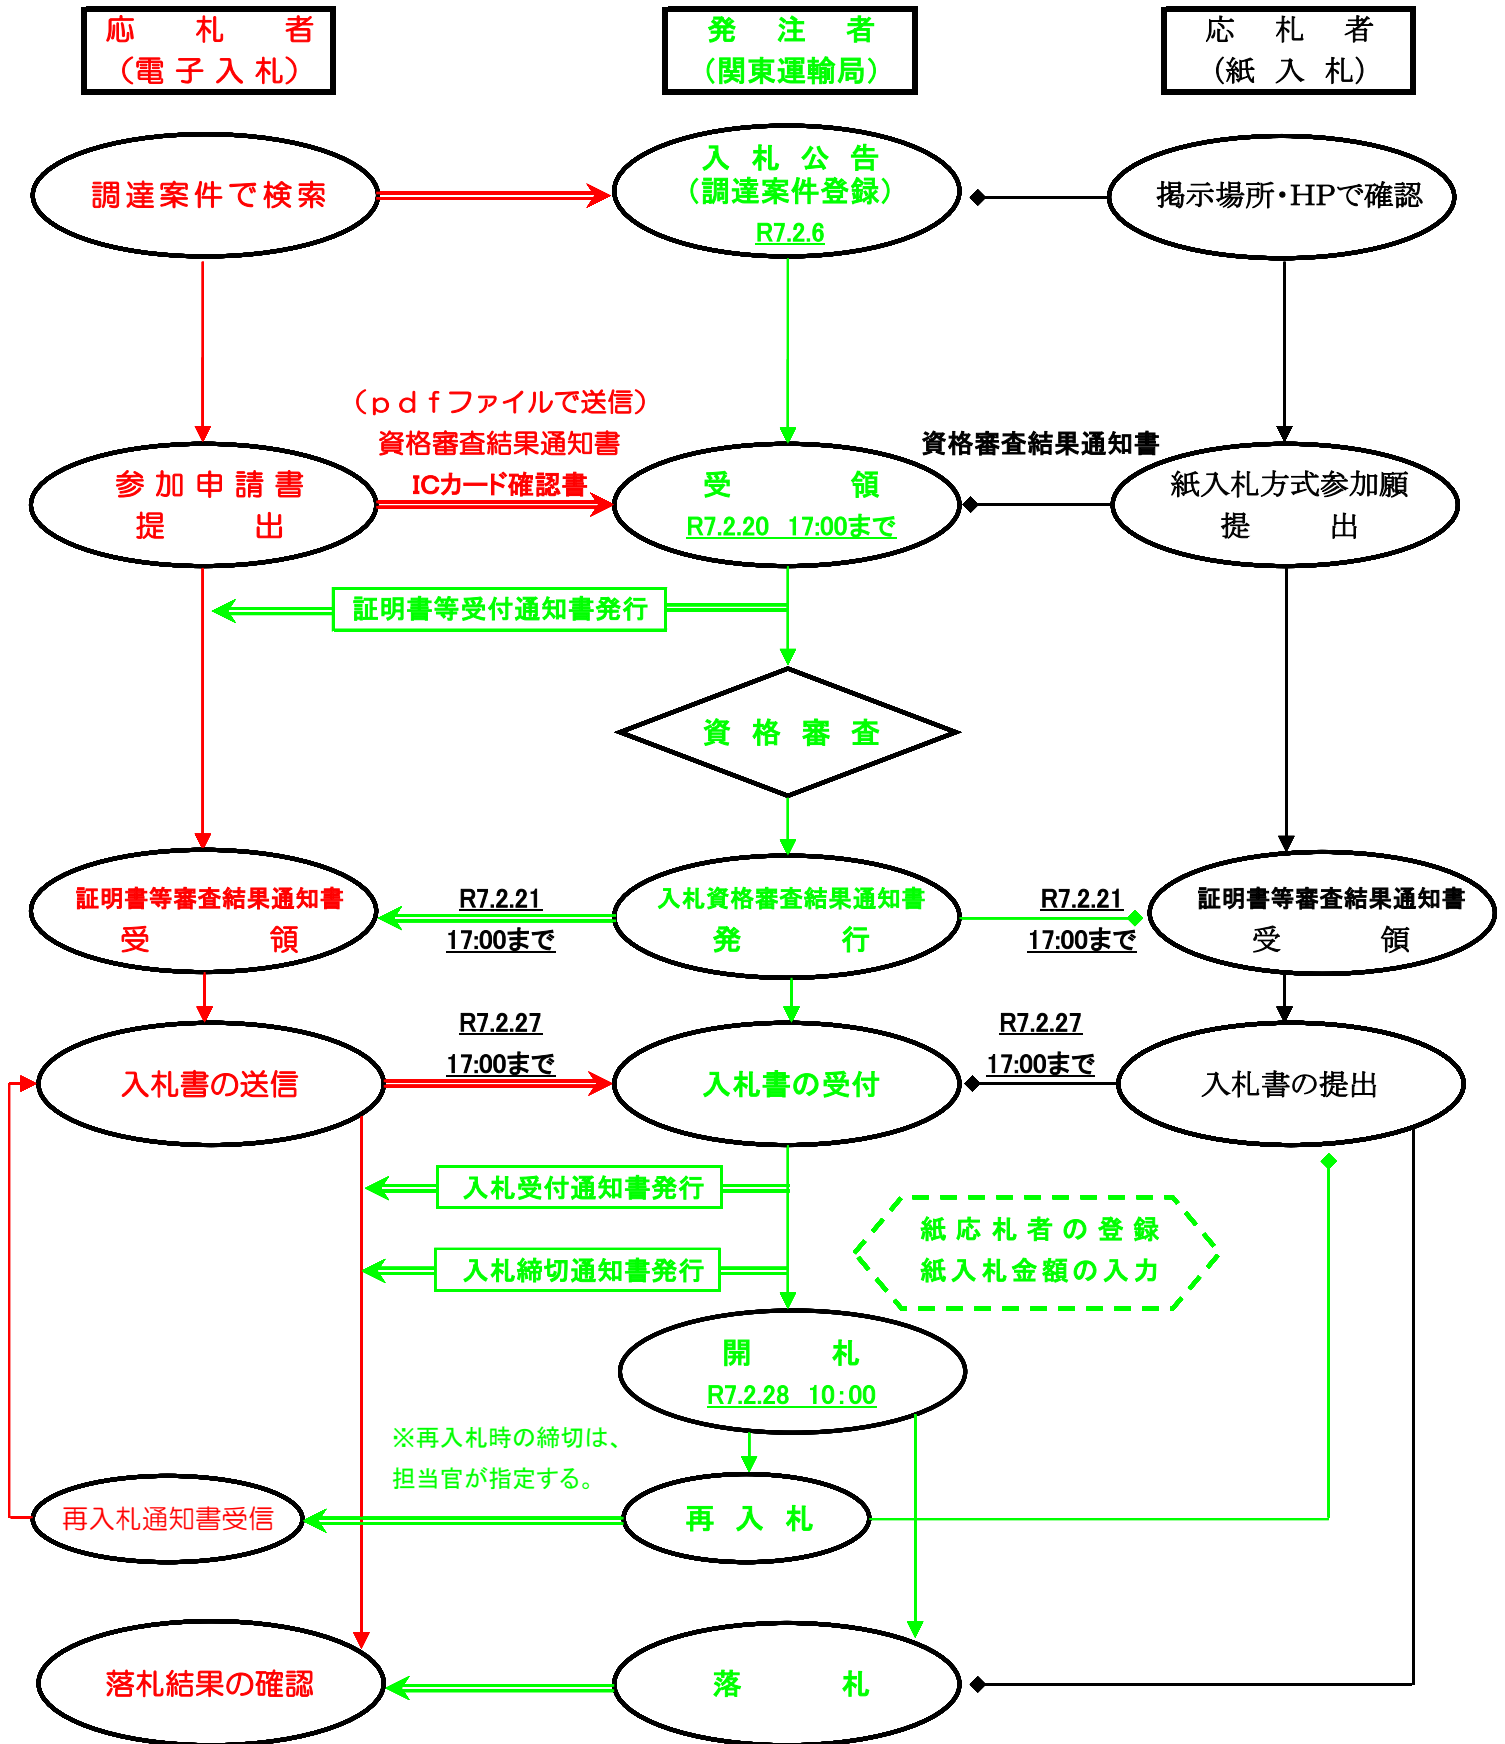 応札者
（電子入札）
発注者
（関東運輸局）
応札者
（紙入札）
調達案件で検索
入札公告
（調達案件登録）
R7.2.6
掲示場所・HPで確認
（ｐｄｆファイルで送信）
資格審査結果通知書
ICカード確認書
資格審査結果通知書
参加申請書
提出
受領
R7.2.20 17:00まで
紙入札方式参加願
提出
証明書等受付通知書発行
資格審査
証明書等審査結果通知書
受領
R7.2.21
17:00まで
入札資格審査結果通知書
発行
R7.2.21
17:00まで
証明書等審査結果通知書
受領
入札書の送信
R7.2.27
17:00まで
入札書の受付
R7.2.27
17:00まで
入札書の提出
入札受付通知書発行
紙応札者の登録
紙入札金額の入力
入札締切通知書発行
開札
R7.2.28 10：00
※再入札時の締切は、
担当官が指定する。
再入札通知書受信
再入札
落札結果の確認
落札